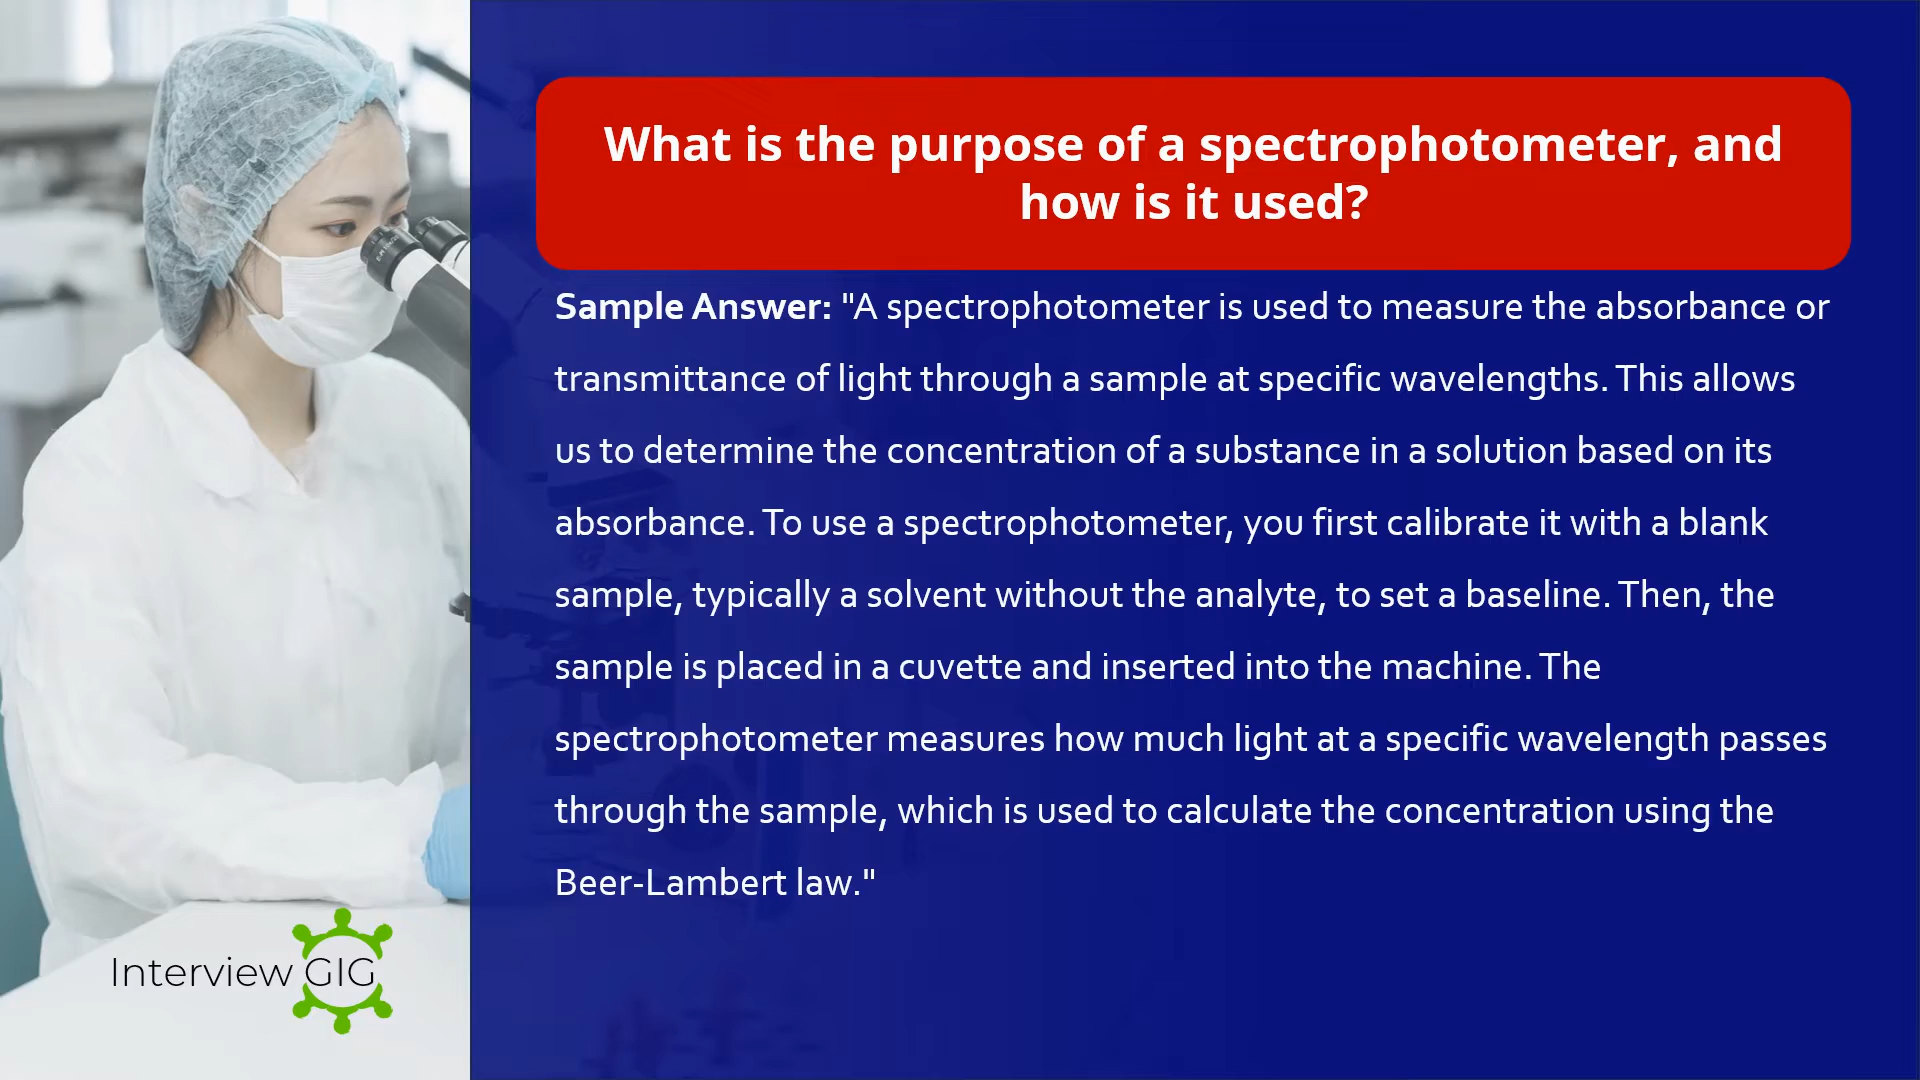 What is the purpose of a spectrophotometer, and
how is it used?
Sample Answer: "A spectrophotometer is used to measure the absorbance or
transmittance of light through a sample at specific wavelengths. This allows
us to determine the concentration of a substance in a solution based on its
absorbance. To use a spectrophotometer, you first calibrate it with a blank
sample, typically a solvent without the analyte, to set a baseline. Then, the
sample is placed in a cuvette and inserted into the machine. The
spectrophotometer measures how much light at a specific wavelength passes
through the sample, which is used to calculate the concentration using the
Beer-Lambert law."
Interview GIG